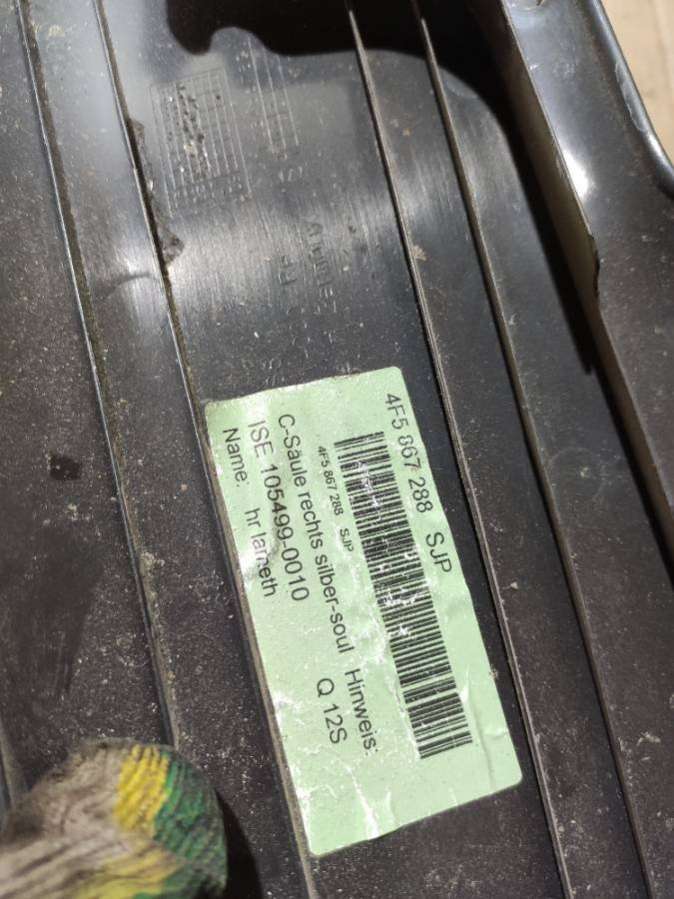 4F5 867 288 SJP
4F5 867 288 SJP
C-Säule rechts silber-soul Hinweis:
ISE 105499-0010 Q 12S
Name: hr lameth